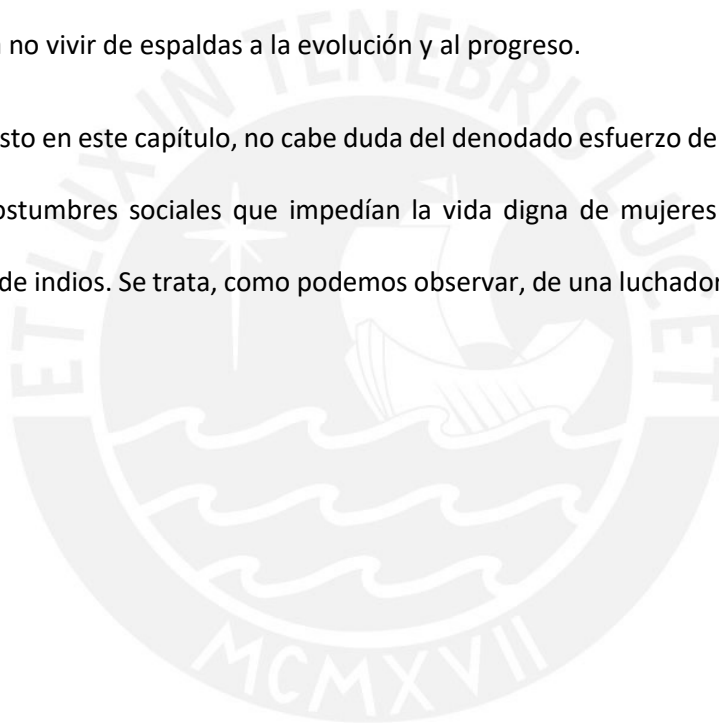 no vivir de espaldas a la evolución y al progreso.
sto en este capítulo, no cabe duda del denodado esfuerzo de
ostumbres sociales que impedían la vida digna de mujeres
de indios. Se trata, como podemos observar, de una luchador
ET LUX IN TENEBRIS LUCET
MCMXVII